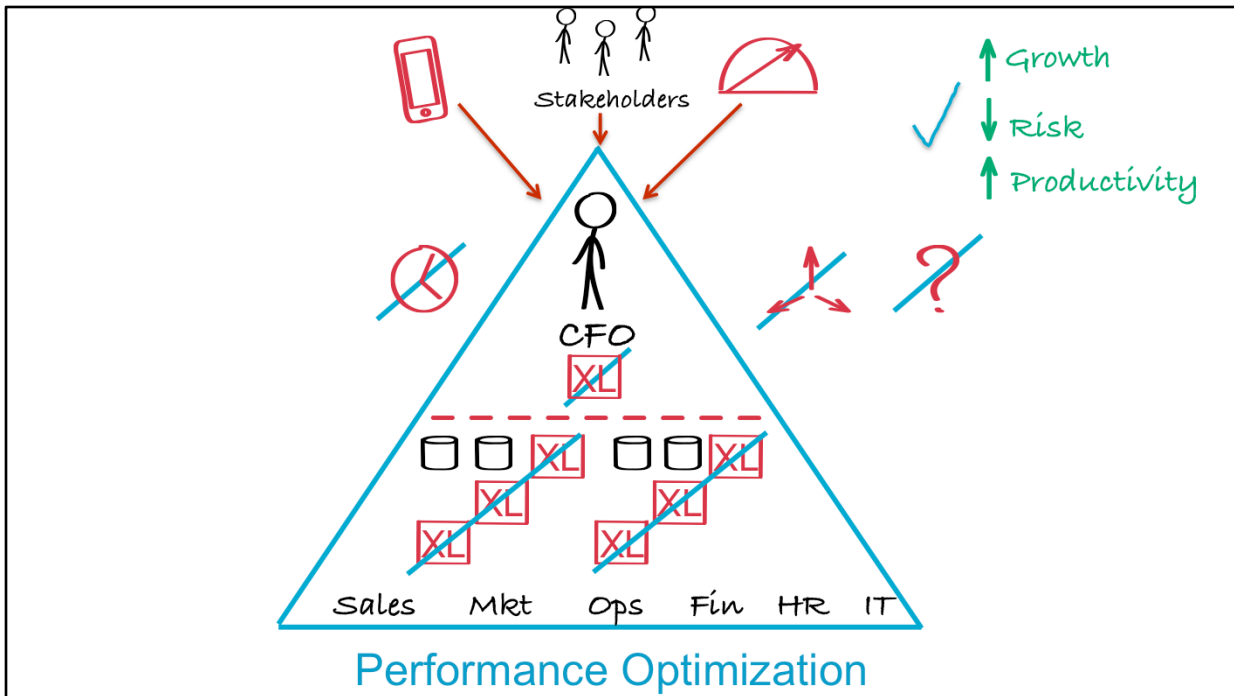 Stakeholders
Growth
Risk
Productivity
CFO
XL
XL XL
XL XL
XL XL
Sales Mkt Ops Fin HR IT
Performance Optimization